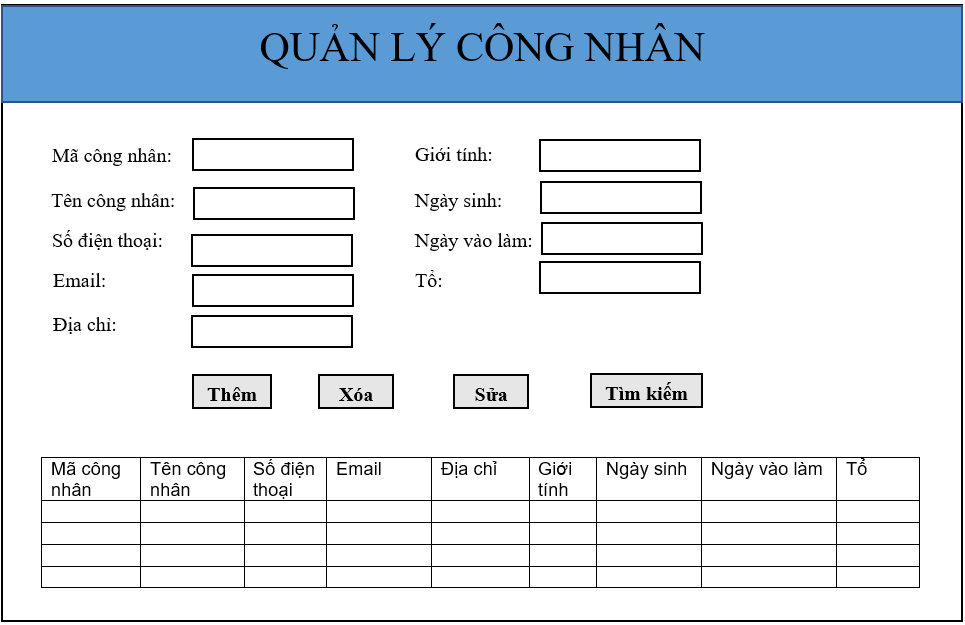 QUẢN LÝ CÔNG NHÂN
Mã công nhân:
Giới tính:
Tên công nhân:
Ngày sinh:
Số điện thoại:
Ngày vào làm:
Email:
Tổ:
Địa chỉ:
Thêm
Xóa
Sửa
Tìm kiếm
Mã công
nhân
Tên công
nhân
Số điện
thoại
Email
Địa chỉ
Giới
tính
Ngày sinh
Ngày vào làm
Tổ